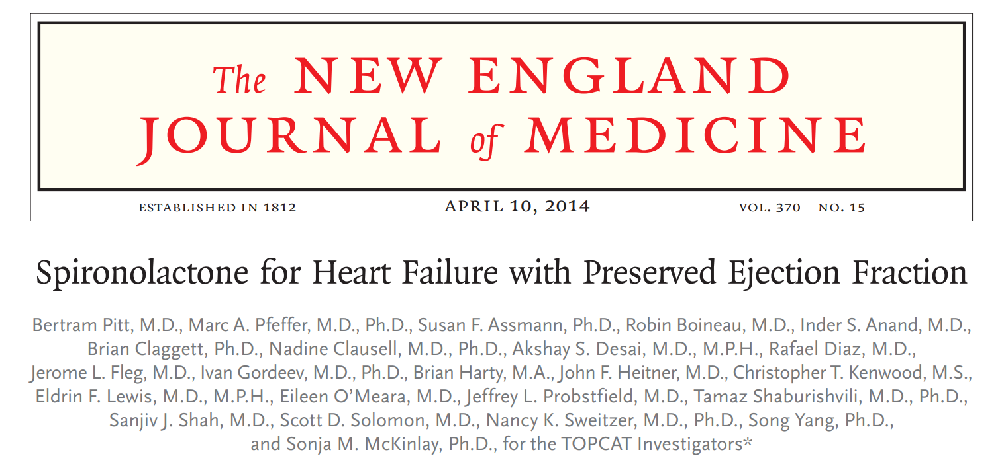 The NEW ENGLAND
JOURNAL of MEDICINE
ESTABLISHED IN 1812 APRIL 10, 2014 VOL. 370 NO. 15
Spironolactone for Heart Failure with Preserved Ejection Fraction
Bertram Pitt, M.D., Marc A. Pfeffer, M.D., Ph.D., Susan F. Assmann, Ph.D., Robin Boineau, M.D., Inder S. Anand, M.D.,
Brian Claggett, Ph.D., Nadine Clausell, M.D., Ph.D., Akshay S. Desai, M.D., M.P.H., Rafael Diaz, M.D.,
Jerome L. Fleg, M.D., Ivan Gordeev, M.D., Ph.D., Brian Harty, M.A., John F. Heitner, M.D., Christopher T. Kenwood, M.S.,
Eldrin F. Lewis, M.D., M.P.H., Eileen O’Meara, M.D., Jeffrey L. Probstfield, M.D., Tamaz Shaburishvili, M.D., Ph.D.,
Sanjiv J. Shah, M.D., Scott D. Solomon, M.D., Nancy K. Sweitzer, M.D., Ph.D., Song Yang, Ph.D.,
and Sonja M. McKinlay, Ph.D., for the TOPCAT Investigators*